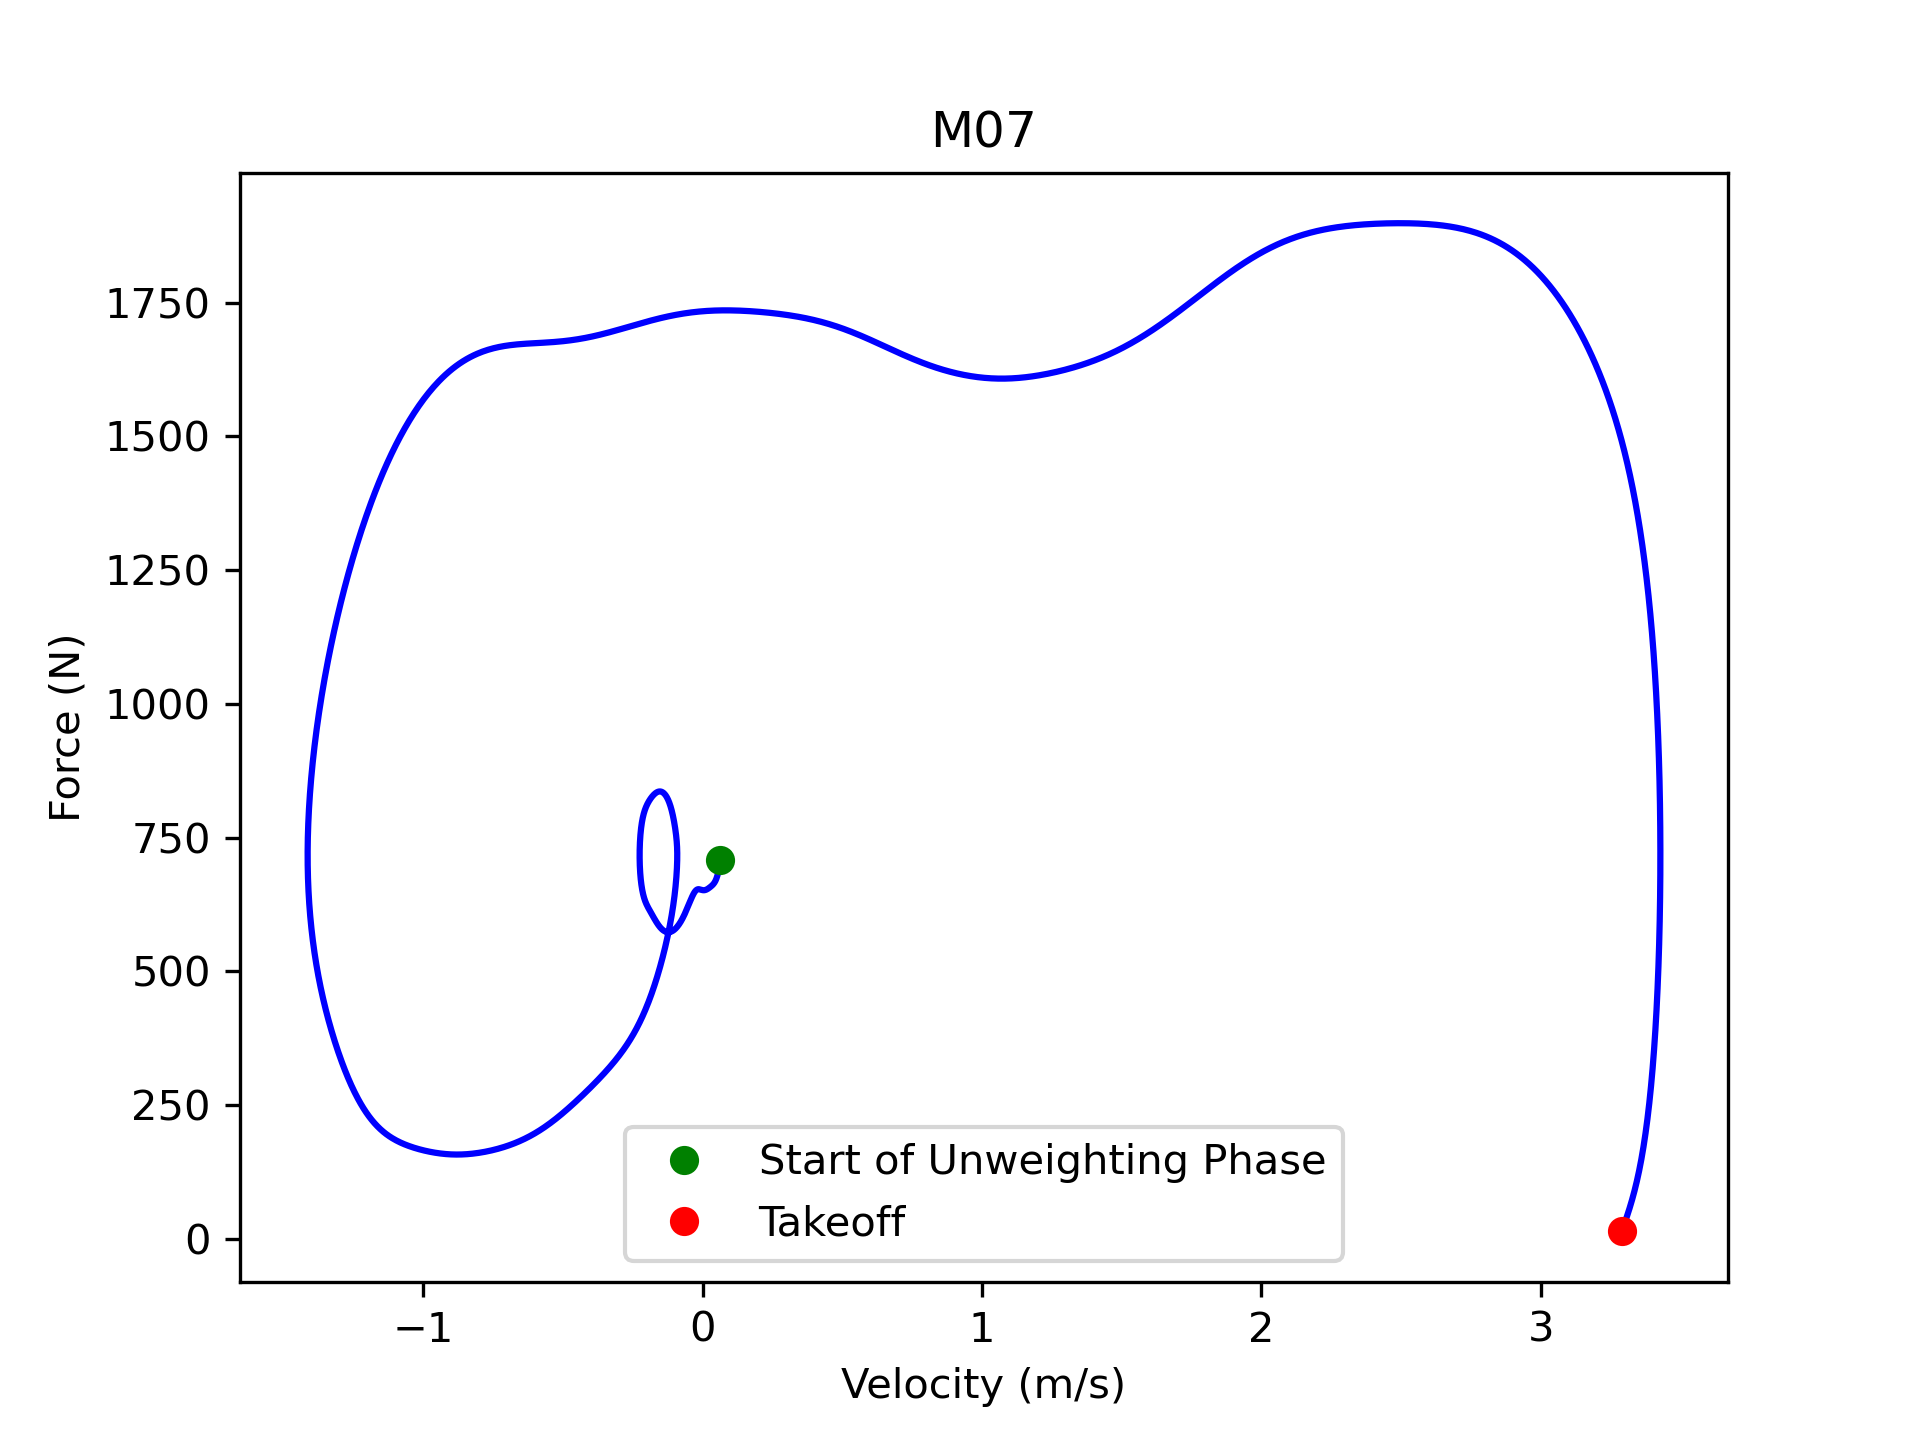 M07
Force (N)
1750
1500
1250
1000
750
500
250
0
−1
0
1
2
3
Velocity (m/s)
Start of Unweighting Phase
Takeoff